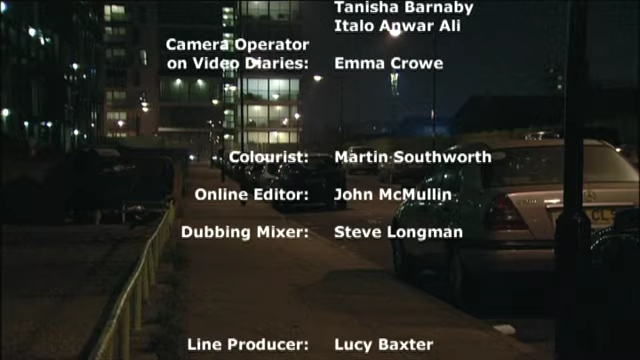 Tanisha Barnaby
Italo Anwar Ali
Camera Operator
on Video Diaries: Emma Crowe
Colourist: Martin Southworth
Online Editor: John McMullin
Dubbing Mixer: Steve Longman
CL5
Line Producer: Lucy Baxter